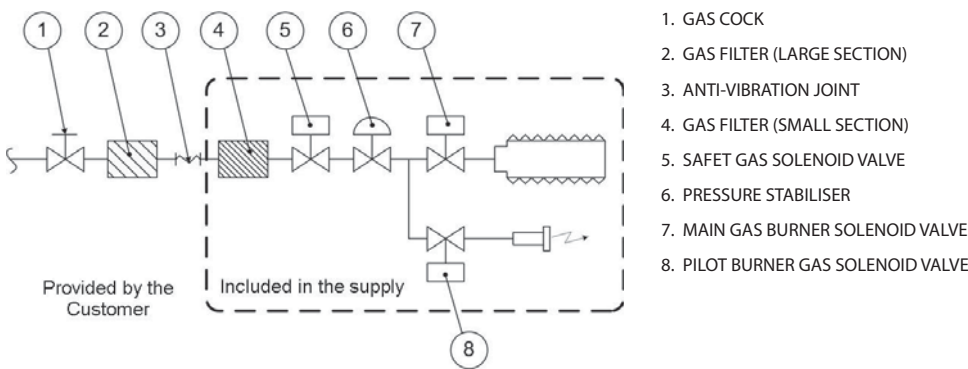 1 2 3 4 5 6 7
Provided by the
Customer
Included in the supply
8
1. GAS COCK
2. GAS FILTER (LARGE SECTION)
3. ANTI-VIBRATION JOINT
4. GAS FILTER (SMALL SECTION)
5. SAFET GAS SOLENOID VALVE
6. PRESSURE STABILISER
7. MAIN GAS BURNER SOLENOID VALVE
8. PILOT BURNER GAS SOLENOID VALVE